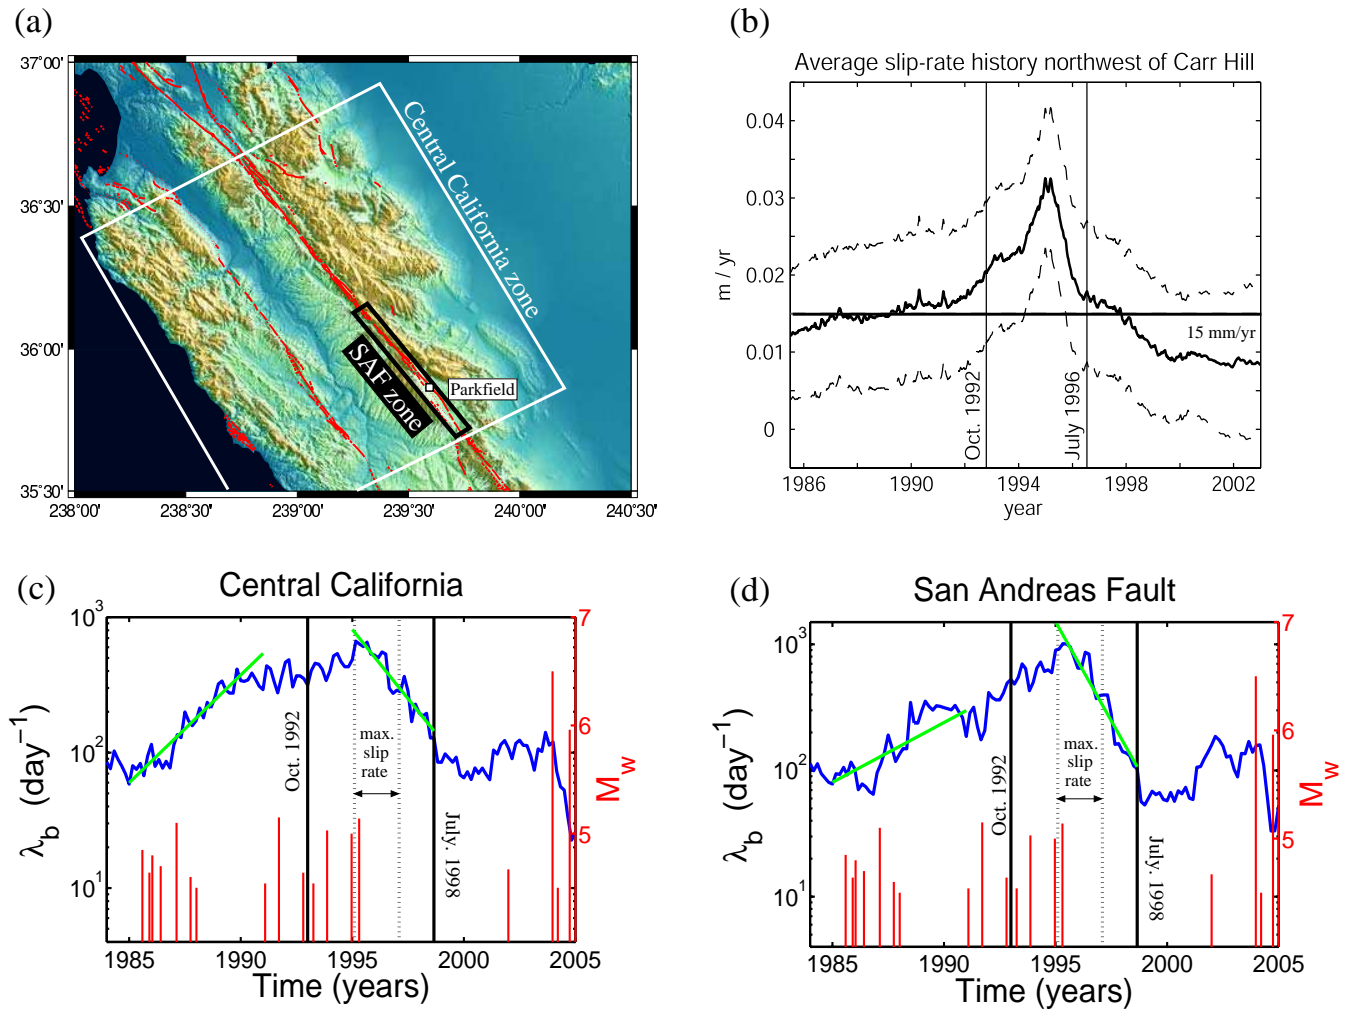 (a)
37°00'
36°30'
36°00'
35°30'
238°00'
238°30'
239°00'
239°30'
240°00'
240°30'
Central California zone
SAF zone
Parkfield
(b)
Average slip-rate history northwest of Carr Hill
m / yr
0.04
0.03
0.02
0.01
0
15 mm/yr
Oct. 1992
July 1996
1986
1990
1994
1998
2002
year
(c)
Central California
λb (day−1)
10³
10²
10¹
Oct. 1992
max.
slip
rate
July. 1998
7
6
5
Mw
1985
1990
1995
2000
2005
Time (years)
(d)
San Andreas Fault
λb (day−1)
10³
10²
10¹
Oct. 1992
max.
slip
rate
July. 1998
7
6
5
Mw
1985
1990
1995
2000
2005
Time (years)